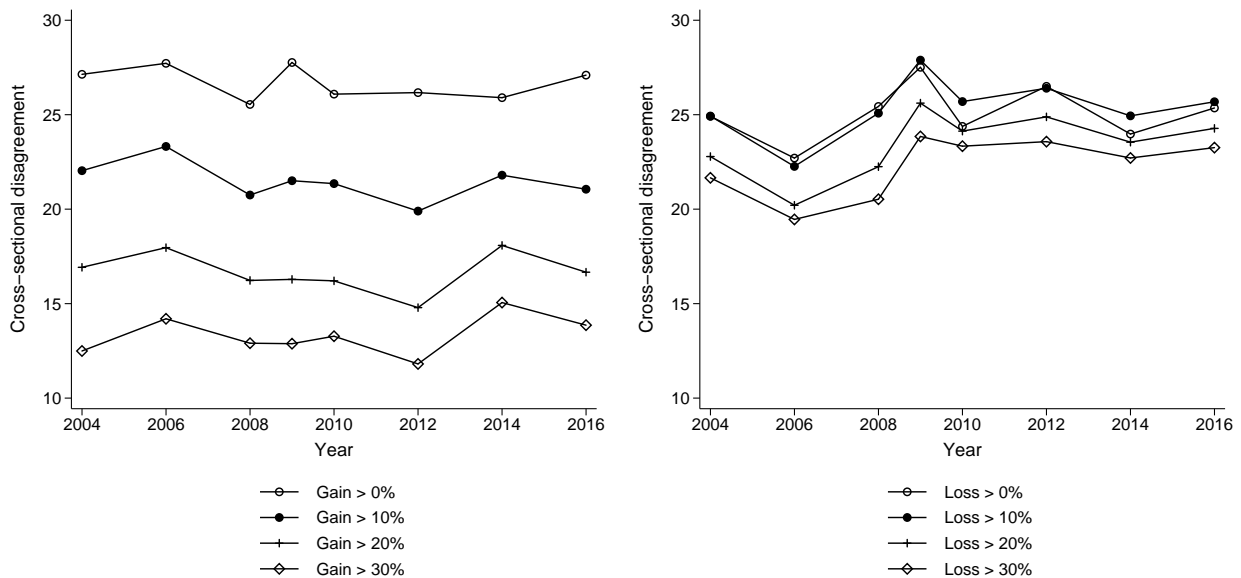 30
25
20
15
10
Cross-sectional disagreement
2004 2006 2008 2010 2012 2014 2016
Year
Gain > 0%
Gain > 10%
Gain > 20%
Gain > 30%
30
25
20
15
10
Cross-sectional disagreement
2004 2006 2008 2010 2012 2014 2016
Year
Loss > 0%
Loss > 10%
Loss > 20%
Loss > 30%